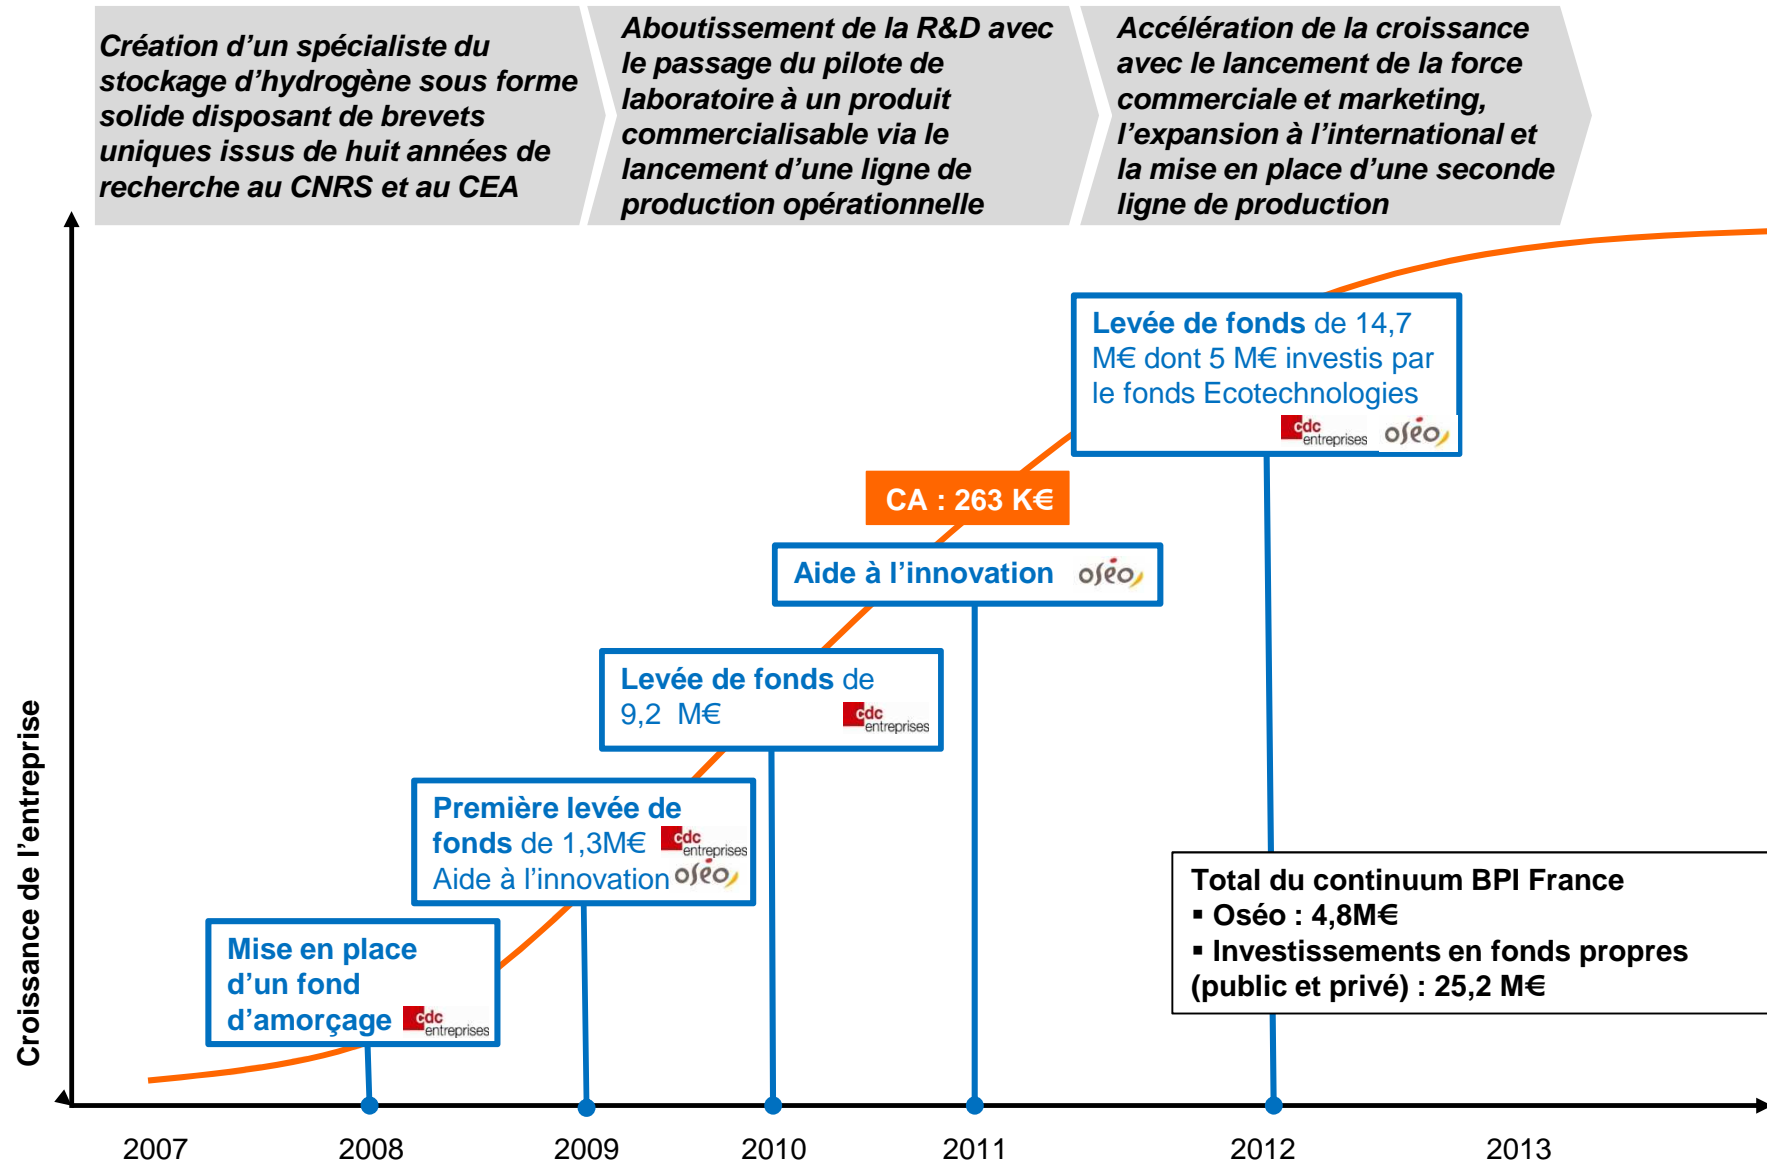 Création d’un spécialiste du
stockage d’hydrogène sous forme
solide disposant de brevets
uniques issus de huit années de
recherche au CNRS et au CEA
Aboutissement de la R&D avec
le passage du pilote de
laboratoire à un produit
commercialisable via le
lancement d’une ligne de
production opérationnelle
Accélération de la croissance
avec le lancement de la force
commerciale et marketing,
l’expansion à l’international et
la mise en place d’une seconde
ligne de production
Levée de fonds de 14,7
M€ dont 5 M€ investis par
le fonds Ecotechnologies
cdc
entreprises
oséo
CA : 263 K€
Aide à l’innovation
oséo
Levée de fonds de
9,2 M€
cdc
entreprises
Première levée de
fonds de 1,3M€
cdc
entreprises
Aide à l’innovation
oséo
Mise en place
d’un fond
d’amorçage
cdc
entreprises
Total du continuum BPI France
▪ Oséo : 4,8M€
▪ Investissements en fonds propres
(public et privé) : 25,2 M€
Croissance de l’entreprise
2007
2008
2009
2010
2011
2012
2013